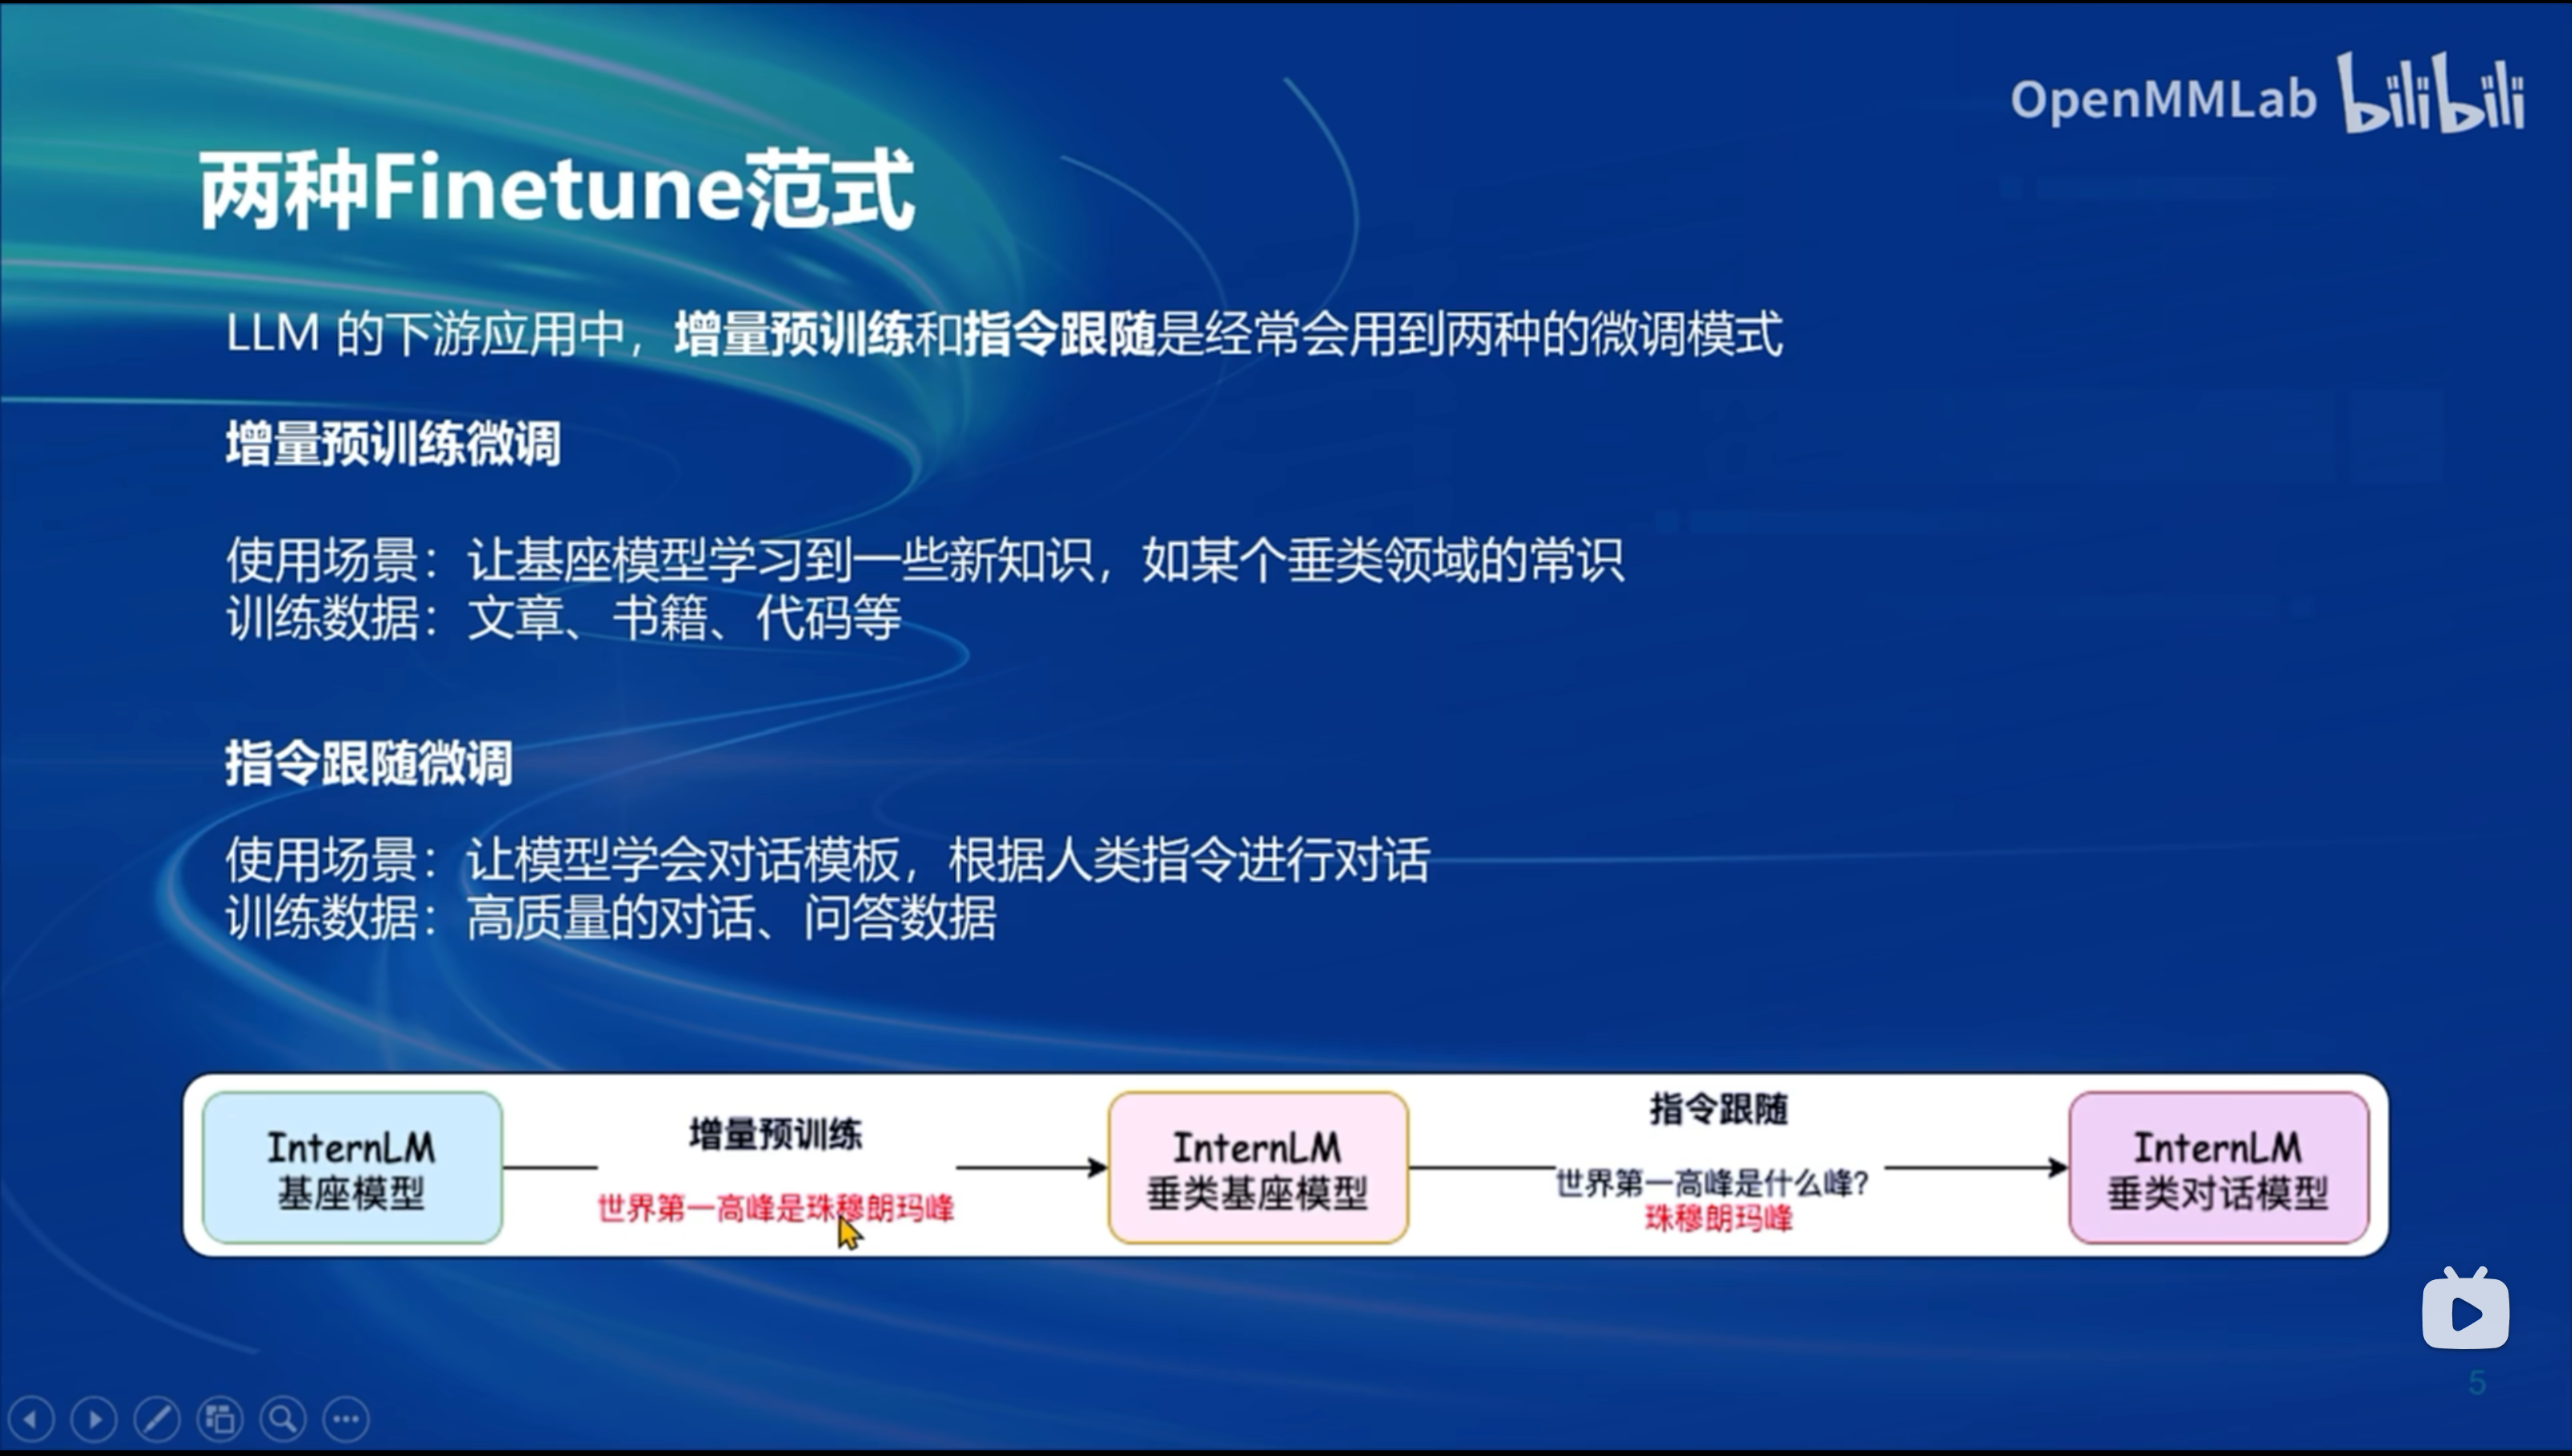 OpenMMLab bilibili
两种Finetune范式
LLM 的下游应用中，增量预训练和指令跟随是经常会用到两种的微调模式
增量预训练微调
使用场景：让基座模型学习到一些新知识，如某个垂类领域的常识
训练数据：文章、书籍、代码等
指令跟随微调
使用场景：让模型学会对话模板，根据人类指令进行对话
训练数据：高质量的对话、问答数据
InternLM
基座模型
增量预训练
世界第一高峰是珠穆朗玛峰
InternLM
垂类基座模型
指令跟随
世界第一高峰是什么峰?
珠穆朗玛峰
InternLM
垂类对话模型
5